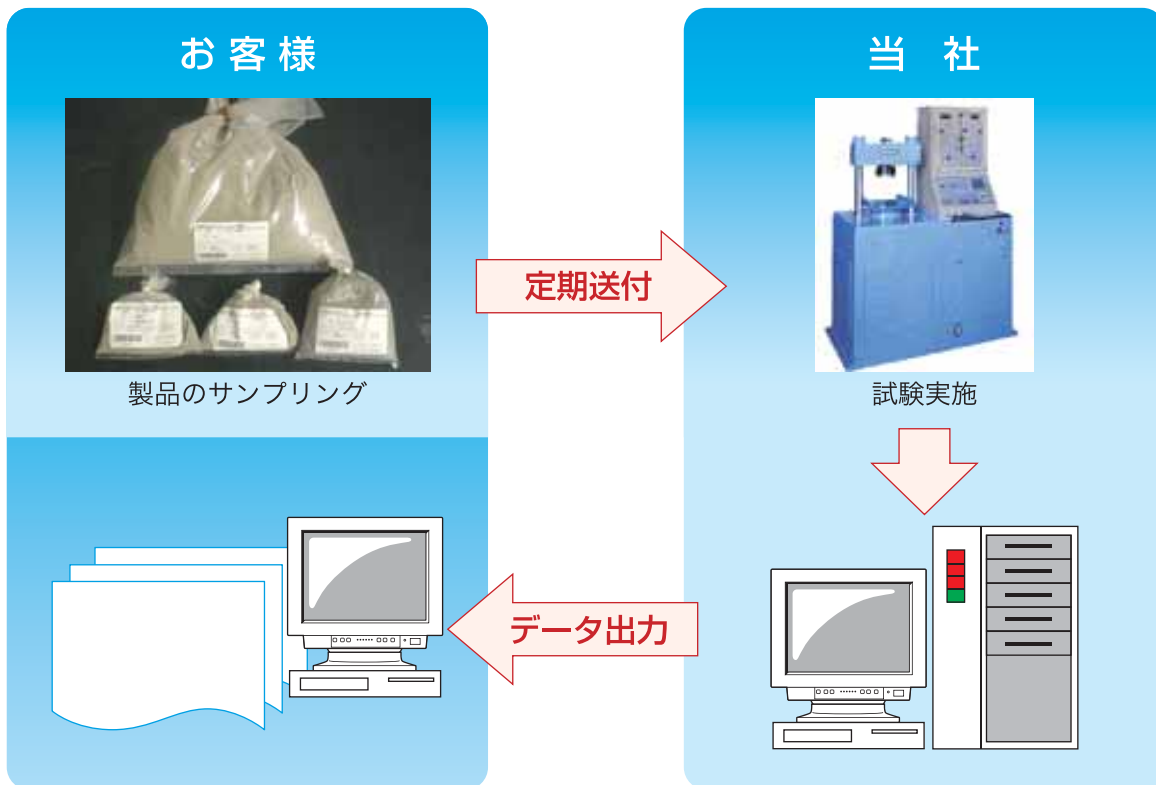 お客様
当社
定期送付
製品のサンプリング
試験実施
データ出力